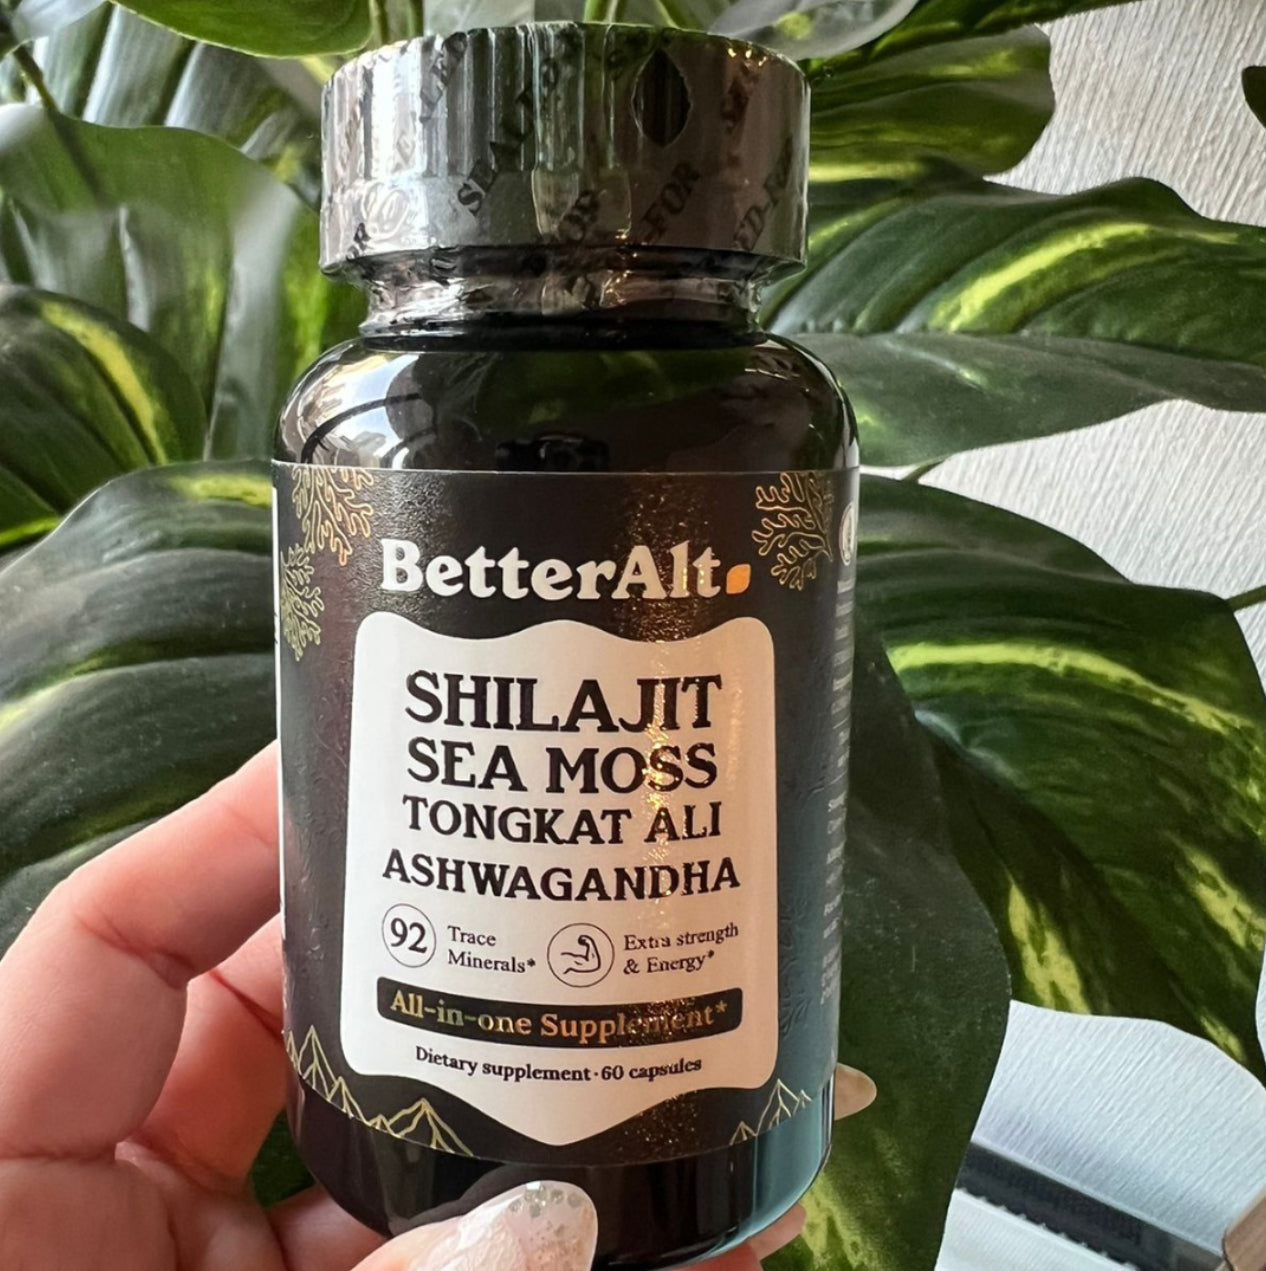 BetterAlt
SHILAJIT
SEA MOSS
TONGKAT ALI
ASHWAGANDHA
92
Trace
Minerals*
Extra strength
& Energy*
All-in-one Supplement*
Dietary supplement · 60 capsules